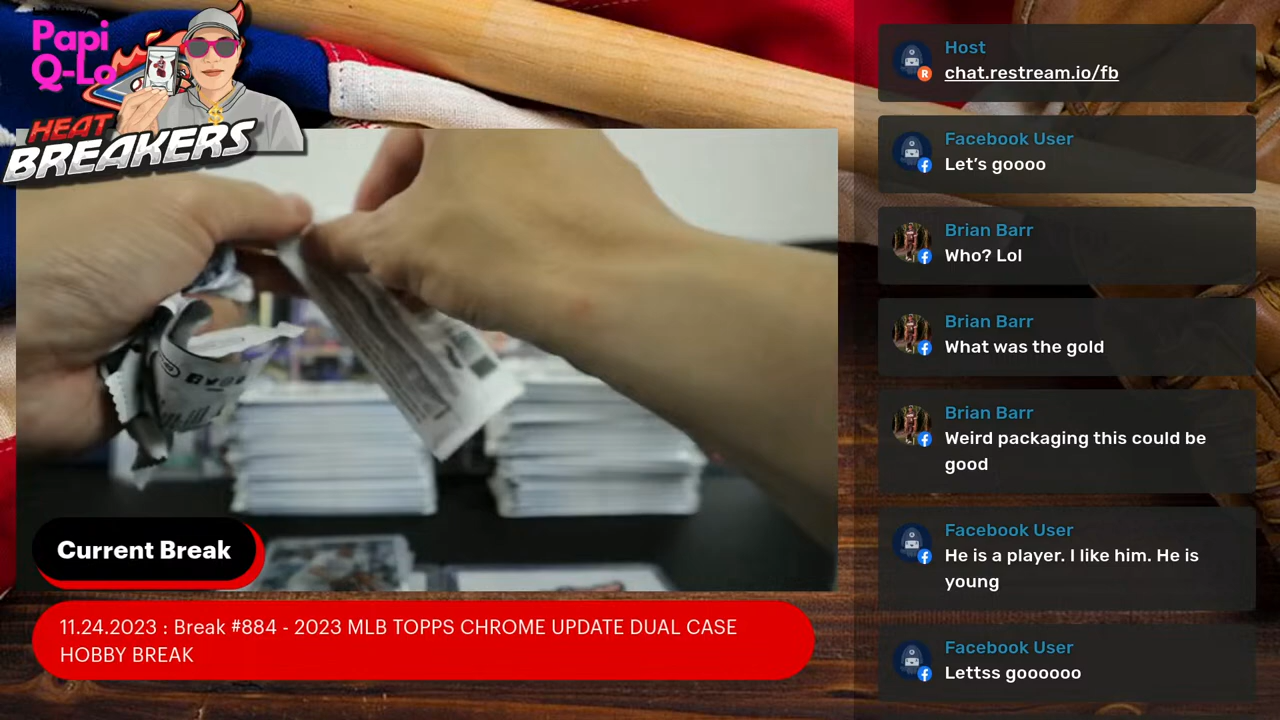 Papi
Q-Lo
HEAT
BREAKERS
Current Break
11.24.2023 : Break #884 - 2023 MLB TOPPS CHROME UPDATE DUAL CASE
HOBBY BREAK
Host
chat.restream.io/fb
Facebook User
Let’s goooo
Brian Barr
Who? Lol
Brian Barr
What was the gold
Brian Barr
Weird packaging this could be
good
Facebook User
He is a player. I like him. He is
young
Facebook User
Lettss goooooo